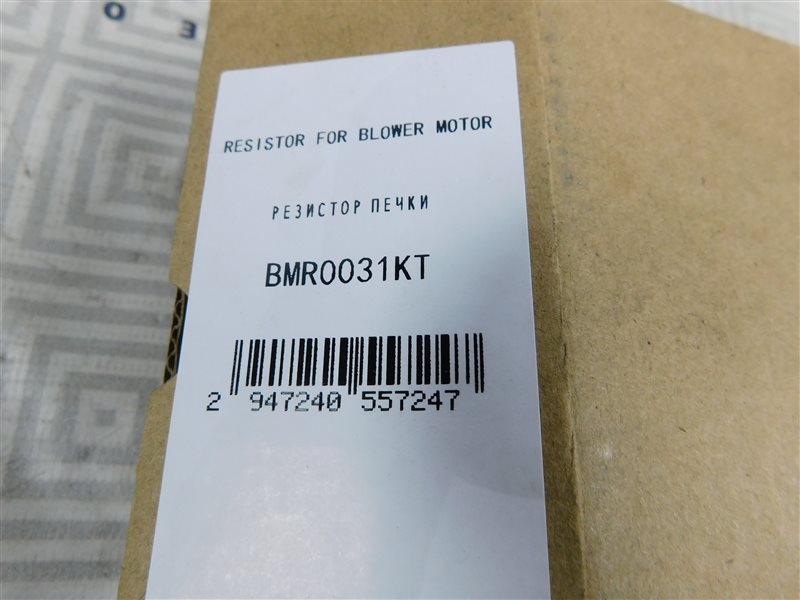 RESISTOR FOR BLOWER MOTOR
РЕЗИСТОР ПЕЧКИ
BMR0031KT
2 947240 557247